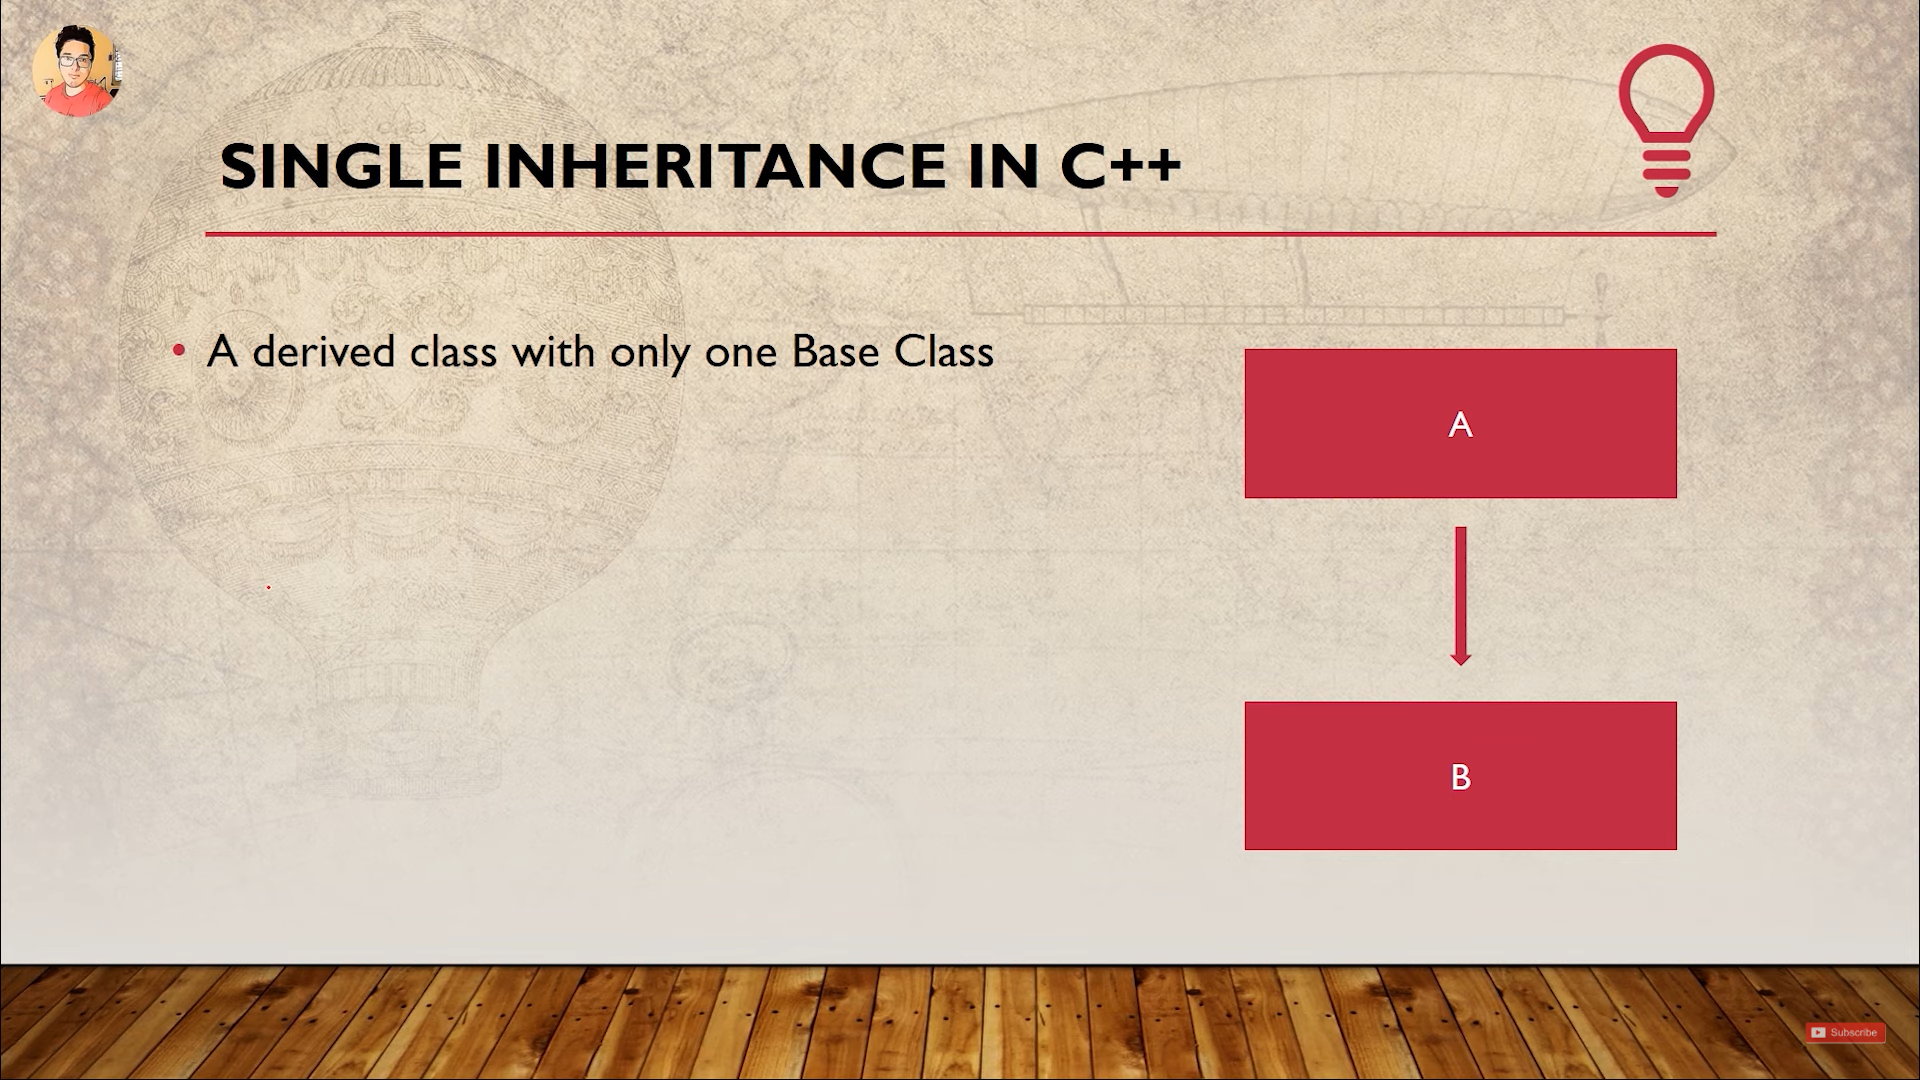 SINGLE INHERITANCE IN C++
• A derived class with only one Base Class
A
B
Subscribe